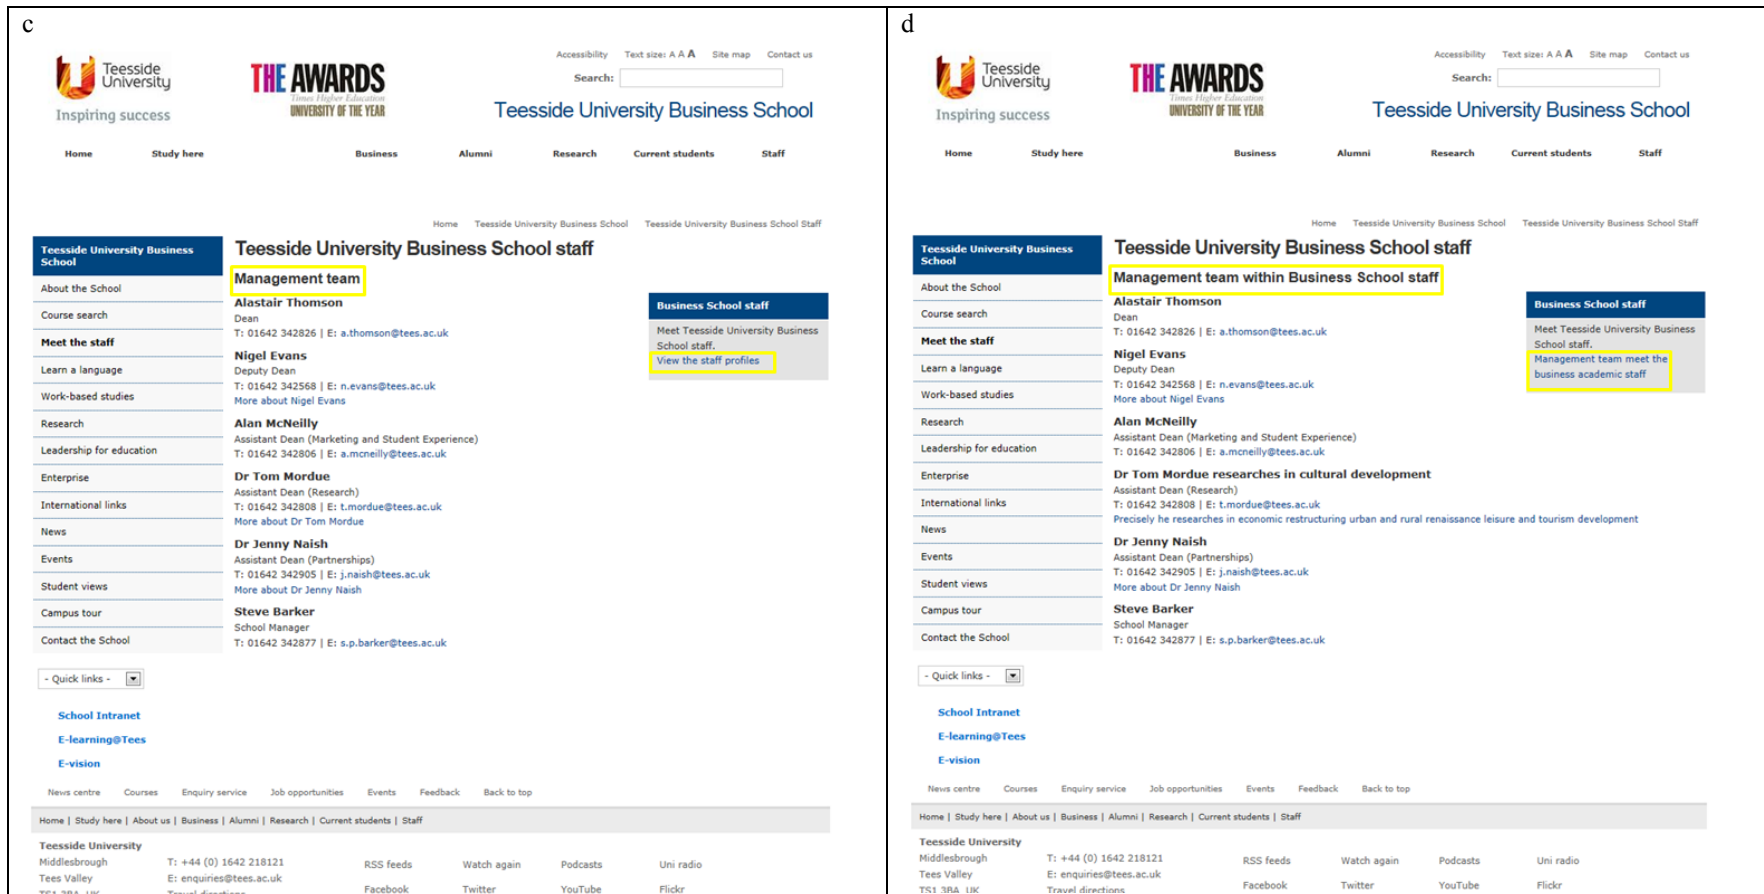 c
Teesside
University
Inspiring success
THE AWARDS
Times Higher Education
UNIVERSITY OF THE YEAR
Accessibility Text size: A A A Site map Contact us
Search:
Teesside University Business School
Home Study here Business Alumni Research Current students Staff
Home Teesside University Business School Teesside University Business School Staff
Teesside University Business
School
About the School
Course search
Meet the staff
Learn a language
Work-based studies
Research
Leadership for education
Enterprise
International links
News
Events
Student views
Campus tour
Contact the School
Teesside University Business School staff
Management team
Alastair Thomson
Dean
T: 01642 342826 | E: a.thomson@tees.ac.uk
Nigel Evans
Deputy Dean
T: 01642 342568 | E: n.evans@tees.ac.uk
More about Nigel Evans
Alan McNeilly
Assistant Dean (Marketing and Student Experience)
T: 01642 342806 | E: a.mcneilly@tees.ac.uk
Dr Tom Mordue
Assistant Dean (Research)
T: 01642 342808 | E: t.mordue@tees.ac.uk
More about Dr Tom Mordue
Dr Jenny Naish
Assistant Dean (Partnerships)
T: 01642 342905 | E: j.naish@tees.ac.uk
More about Dr Jenny Naish
Steve Barker
School Manager
T: 01642 342877 | E: s.p.barker@tees.ac.uk
Business School staff
Meet Teesside University Business
School staff.
View the staff profiles
- Quick links -
School Intranet
E-learning@Tees
E-vision
News centre Courses Enquiry service Job opportunities Events Feedback Back to top
Home | Study here | About us | Business | Alumni | Research | Current students | Staff
Teesside University
Middlesbrough T: +44 (0) 1642 218121 RSS feeds Watch again Podcasts Uni radio
Tees Valley E: enquiries@tees.ac.uk
TS1 3BA UK Travel directions Facebook Twitter YouTube Flickr
d
Teesside
University
Inspiring success
THE AWARDS
Times Higher Education
UNIVERSITY OF THE YEAR
Accessibility Text size: A A A Site map Contact us
Search:
Teesside University Business School
Home Study here Business Alumni Research Current students Staff
Home Teesside University Business School Teesside University Business School Staff
Teesside University Business
School
About the School
Course search
Meet the staff
Learn a language
Work-based studies
Research
Leadership for education
Enterprise
International links
News
Events
Student views
Campus tour
Contact the School
Teesside University Business School staff
Management team within Business School staff
Alastair Thomson
Dean
T: 01642 342826 | E: a.thomson@tees.ac.uk
Nigel Evans
Deputy Dean
T: 01642 342568 | E: n.evans@tees.ac.uk
More about Nigel Evans
Alan McNeilly
Assistant Dean (Marketing and Student Experience)
T: 01642 342806 | E: a.mcneilly@tees.ac.uk
Dr Tom Mordue researches in cultural development
Assistant Dean (Research)
T: 01642 342808 | E: t.mordue@tees.ac.uk
Precisely he researches in economic restructuring urban and rural renaissance leisure and tourism development
Dr Jenny Naish
Assistant Dean (Partnerships)
T: 01642 342905 | E: j.naish@tees.ac.uk
More about Dr Jenny Naish
Steve Barker
School Manager
T: 01642 342877 | E: s.p.barker@tees.ac.uk
Business School staff
Meet Teesside University Business
School staff.
Management team meet the
business academic staff
- Quick links -
School Intranet
E-learning@Tees
E-vision
News centre Courses Enquiry service Job opportunities Events Feedback Back to top
Home | Study here | About us | Business | Alumni | Research | Current students | Staff
Teesside University
Middlesbrough T: +44 (0) 1642 218121 RSS feeds Watch again Podcasts Uni radio
Tees Valley E: enquiries@tees.ac.uk
TS1 3BA UK Travel directions Facebook Twitter YouTube Flickr